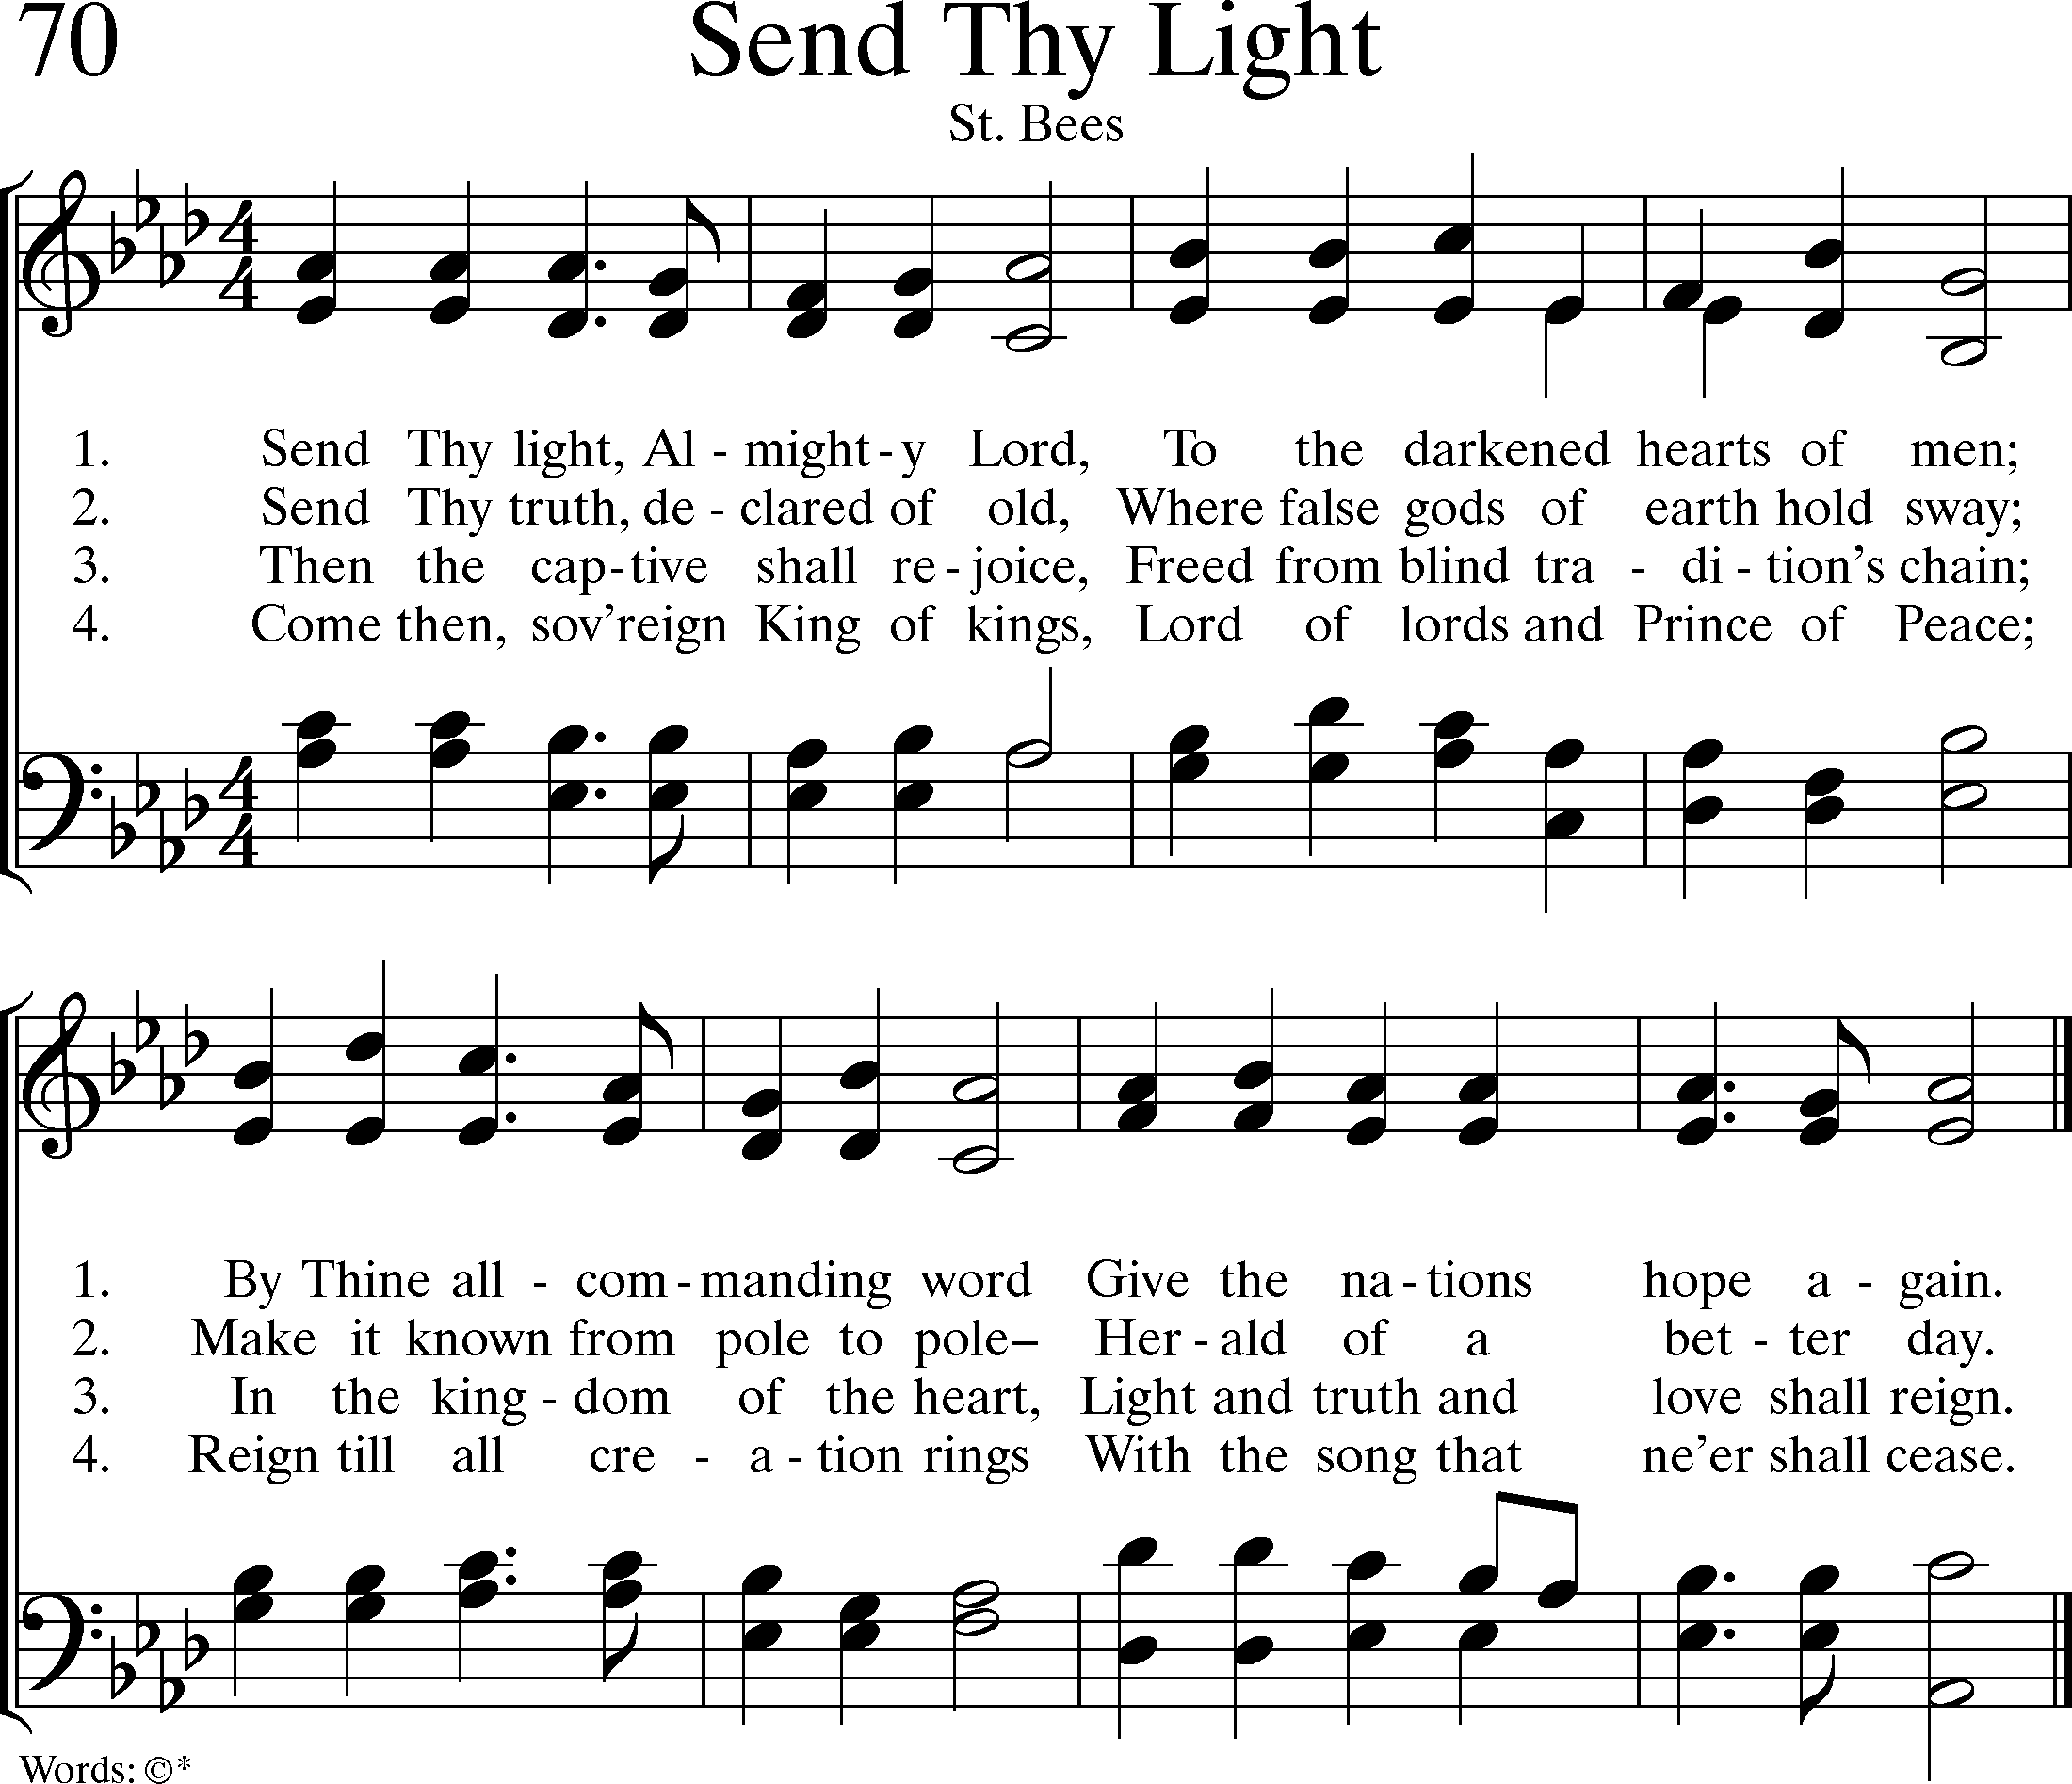 70 Send Thy Light
St. Bees
1. Send Thy light, Al - might - y Lord, To the darkened hearts of men;
2. Send Thy truth, de - clared of old, Where false gods of earth hold sway;
3. Then the cap - tive shall re - joice, Freed from blind tra - di - tion's chain;
4. Come then, sov'reign King of kings, Lord of lords and Prince of Peace;
1. By Thine all - com - manding word Give the na - tions hope a - gain.
2. Make it known from pole to pole– Her - ald of a bet - ter day.
3. In the king - dom of the heart, Light and truth and love shall reign.
4. Reign till all cre - a - tion rings With the song that ne'er shall cease.
Words: ©*